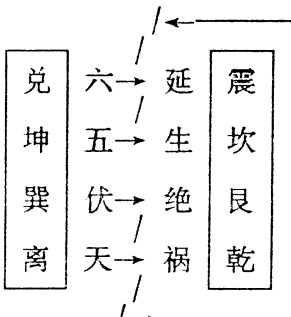 兑 六→延 震
坤 五→生 坎
巽 伏→绝 艮
离 天→祸 乾